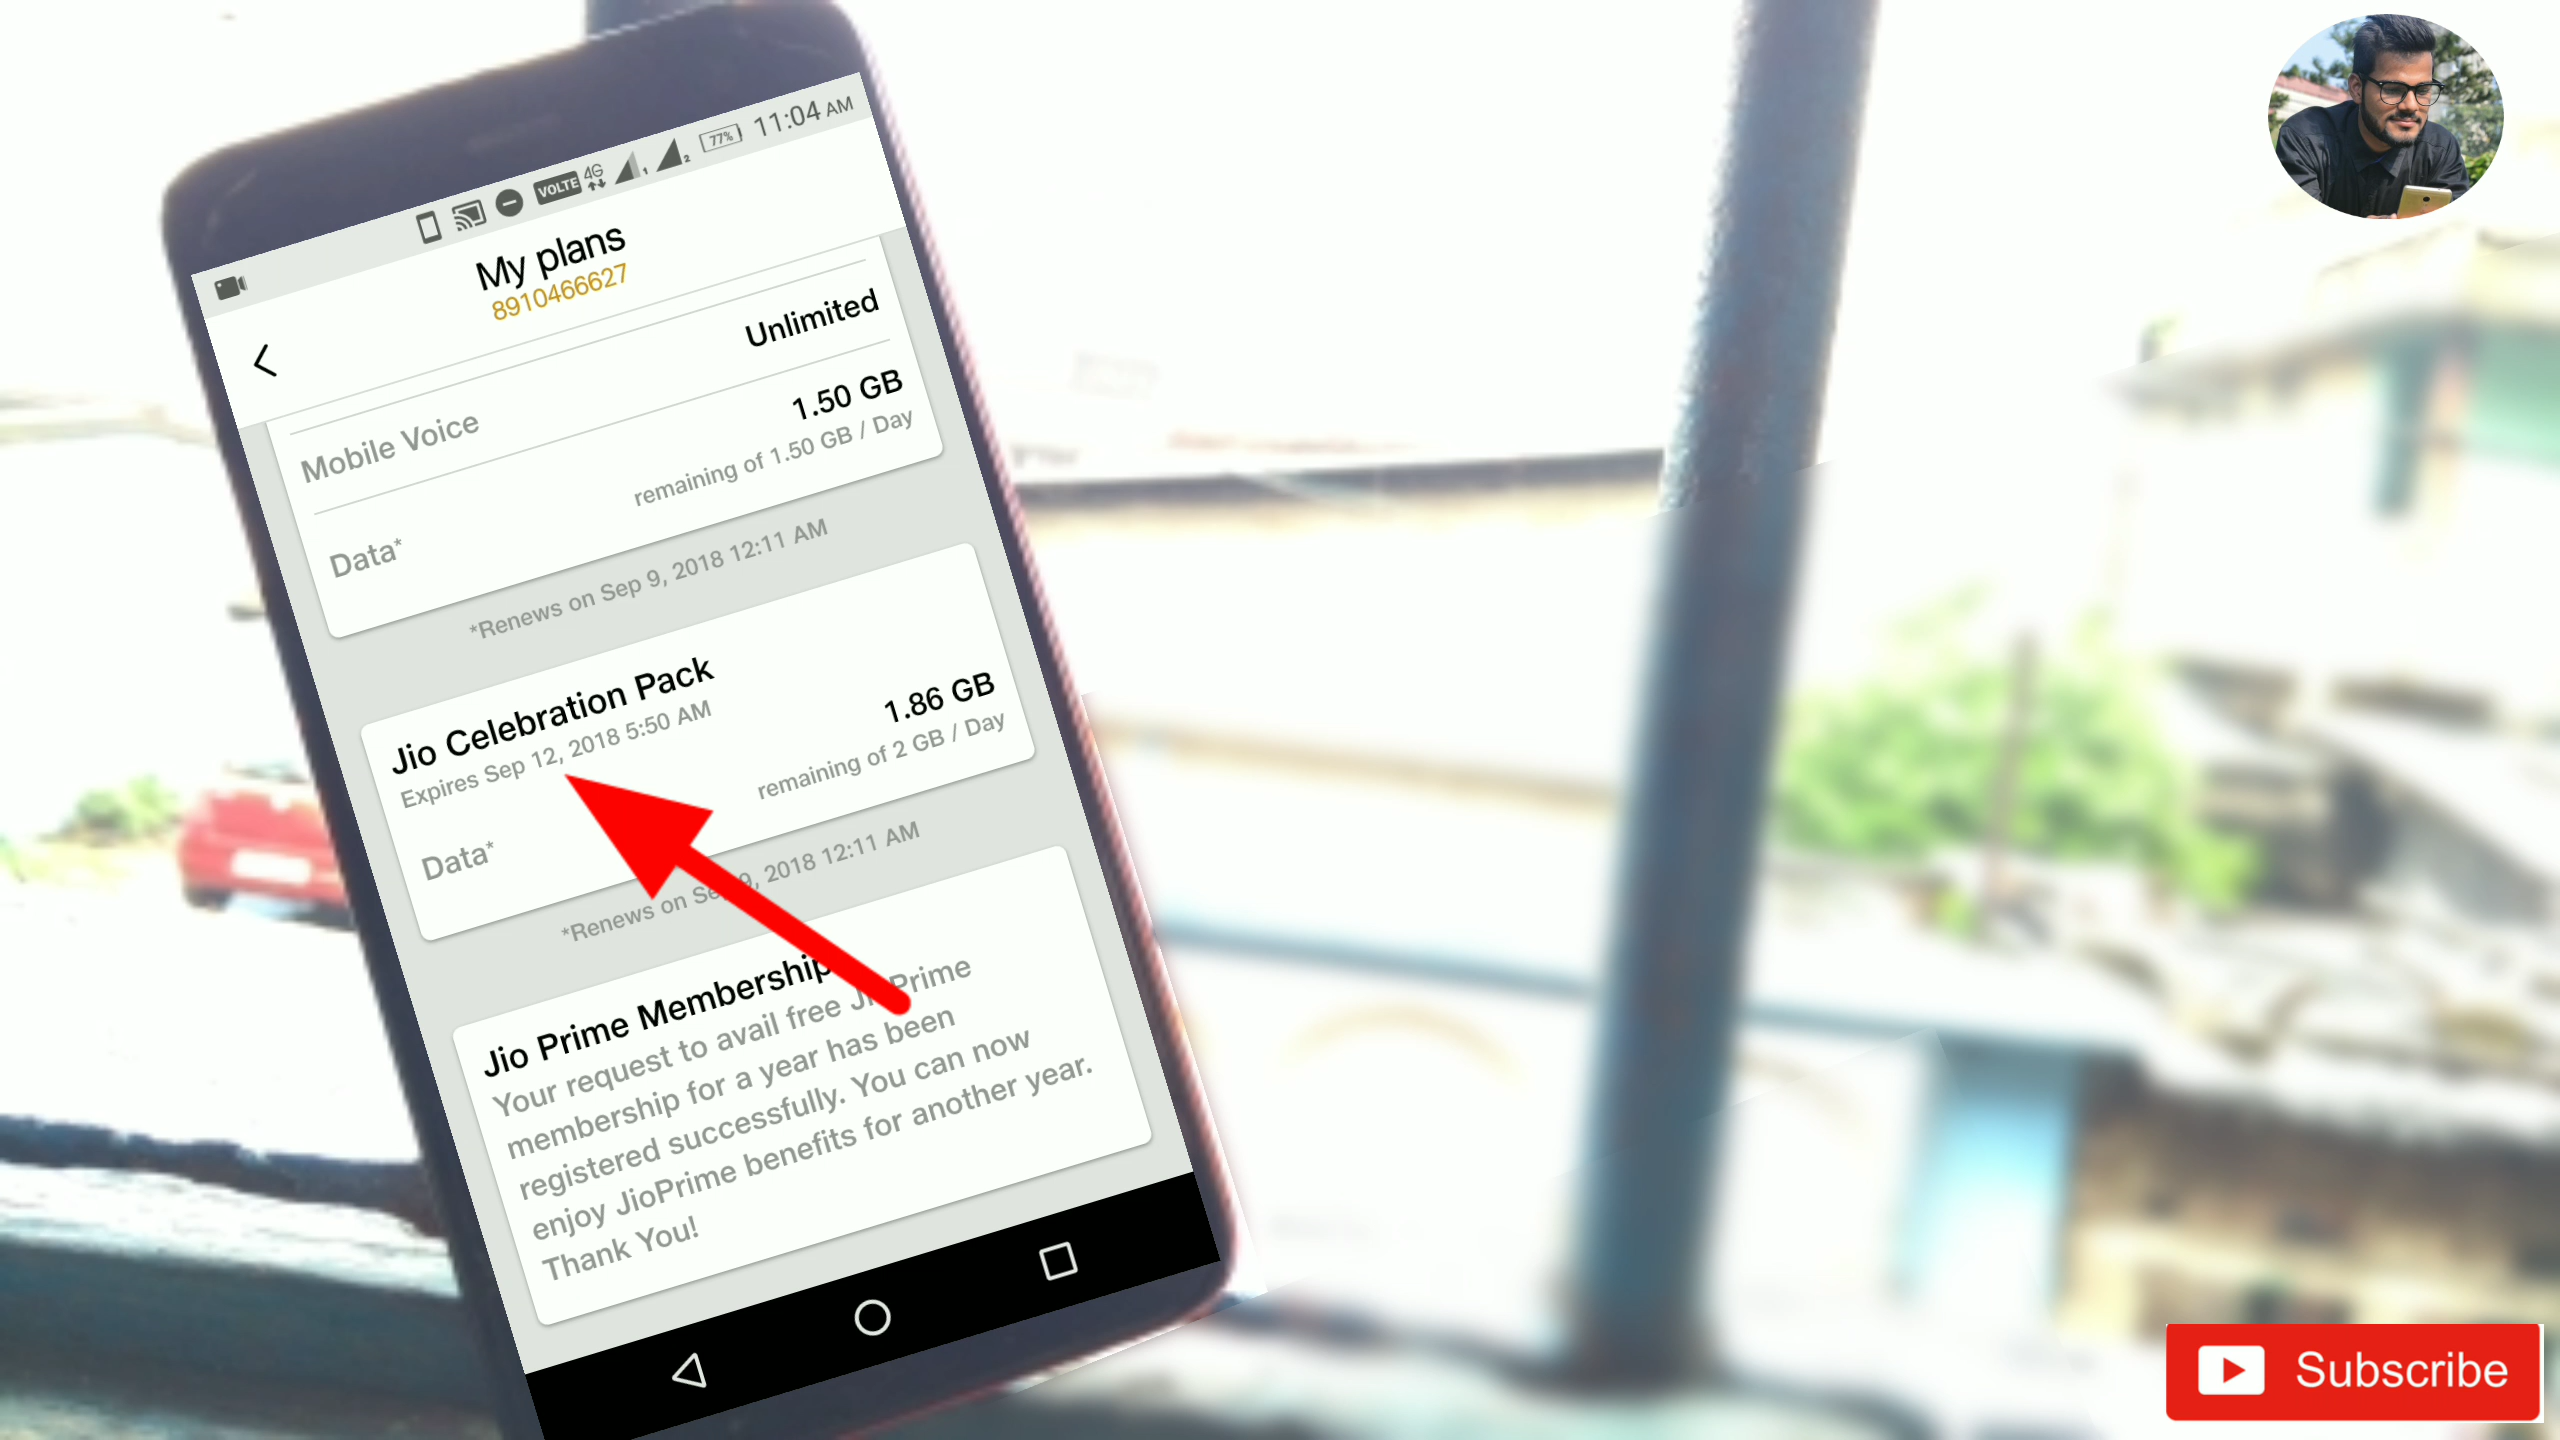 VOLTE 4G 1 2 77% 11:04 AM
My plans
8910466627
Unlimited
Mobile Voice
1.50 GB
remaining of 1.50 GB / Day
Data*
*Renews on Sep 9, 2018 12:11 AM
Jio Celebration Pack
Expires Sep 12, 2018 5:50 AM
1.86 GB
remaining of 2 GB / Day
Data*
*Renews on Sep 9, 2018 12:11 AM
Jio Prime Membership
Your request to avail free JioPrime
membership for a year has been
registered successfully. You can now
enjoy JioPrime benefits for another year.
Thank You!
Subscribe